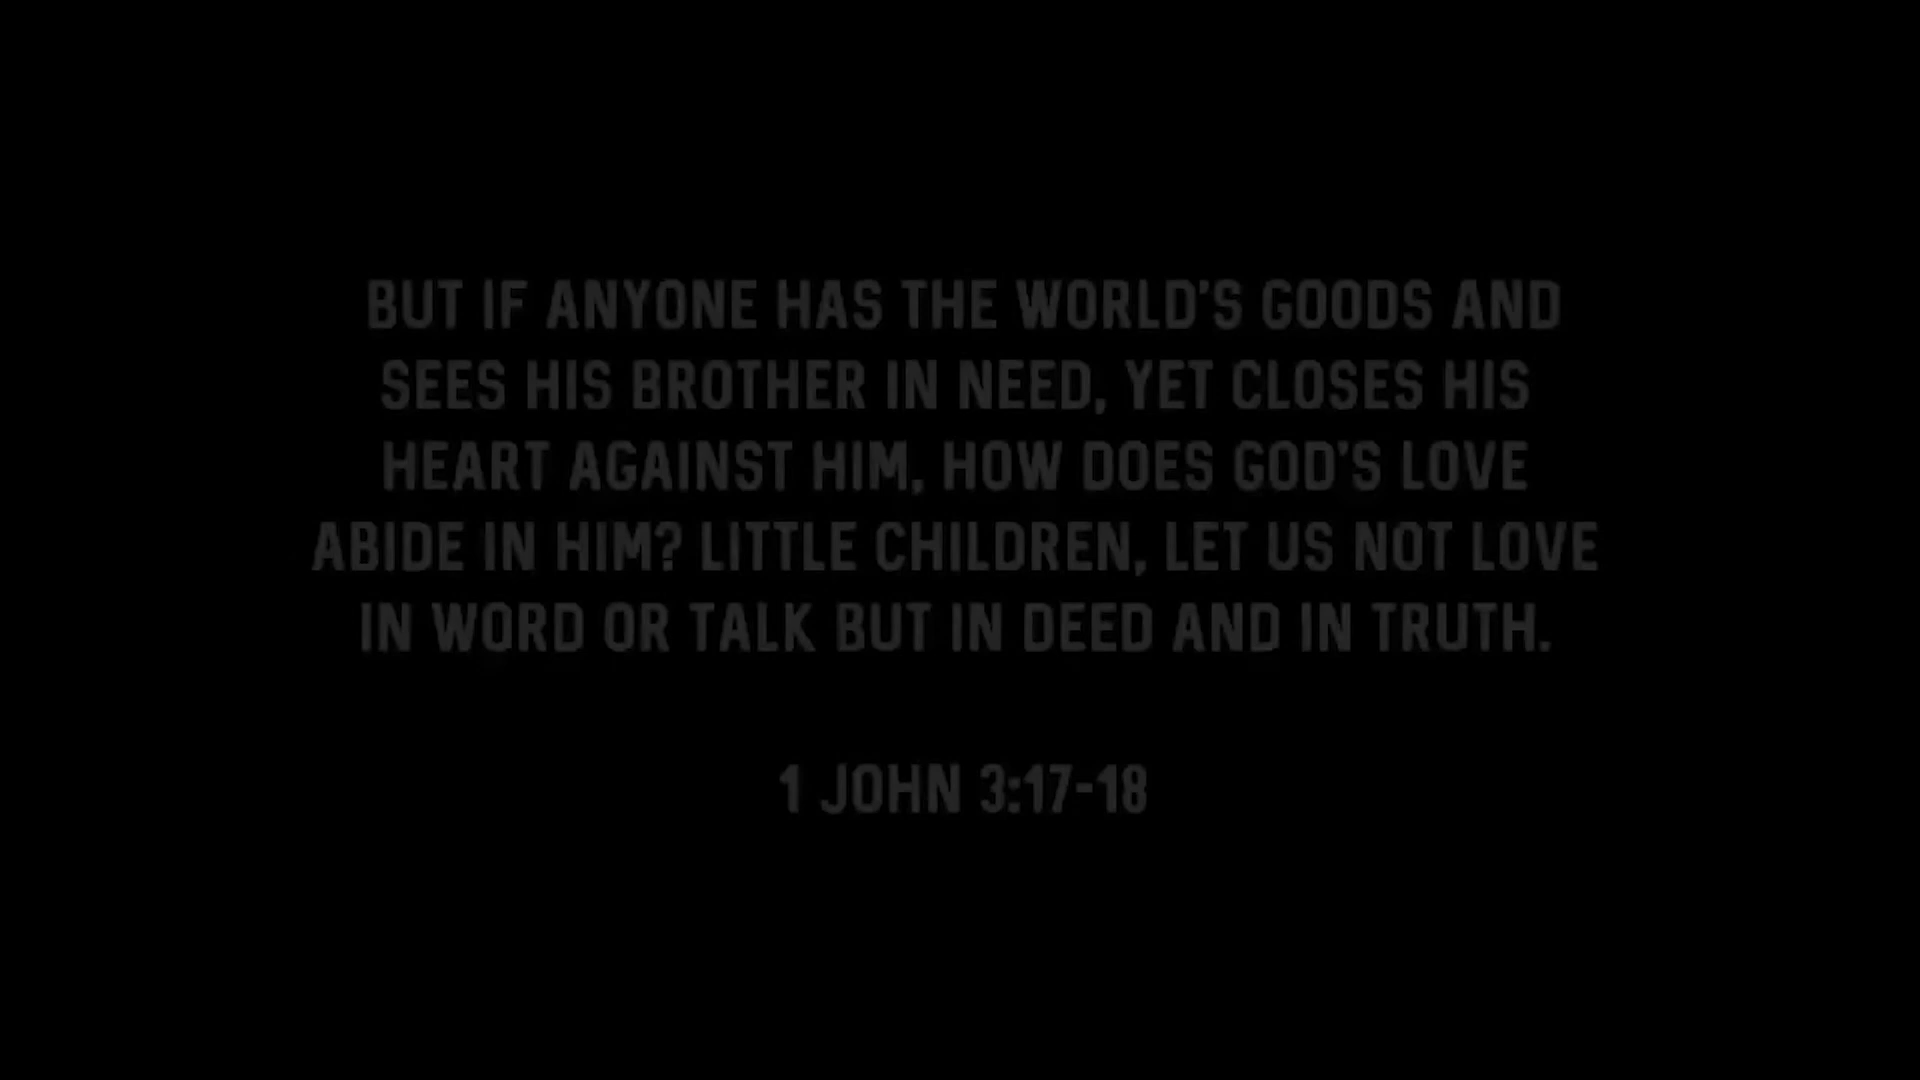 BUT IF ANYONE HAS THE WORLD'S GOODS AND
SEES HIS BROTHER IN NEED, YET CLOSES HIS
HEART AGAINST HIM, HOW DOES GOD'S LOVE
ABIDE IN HIM? LITTLE CHILDREN, LET US NOT LOVE
IN WORD OR TALK BUT IN DEED AND IN TRUTH.
1 JOHN 3:17-18